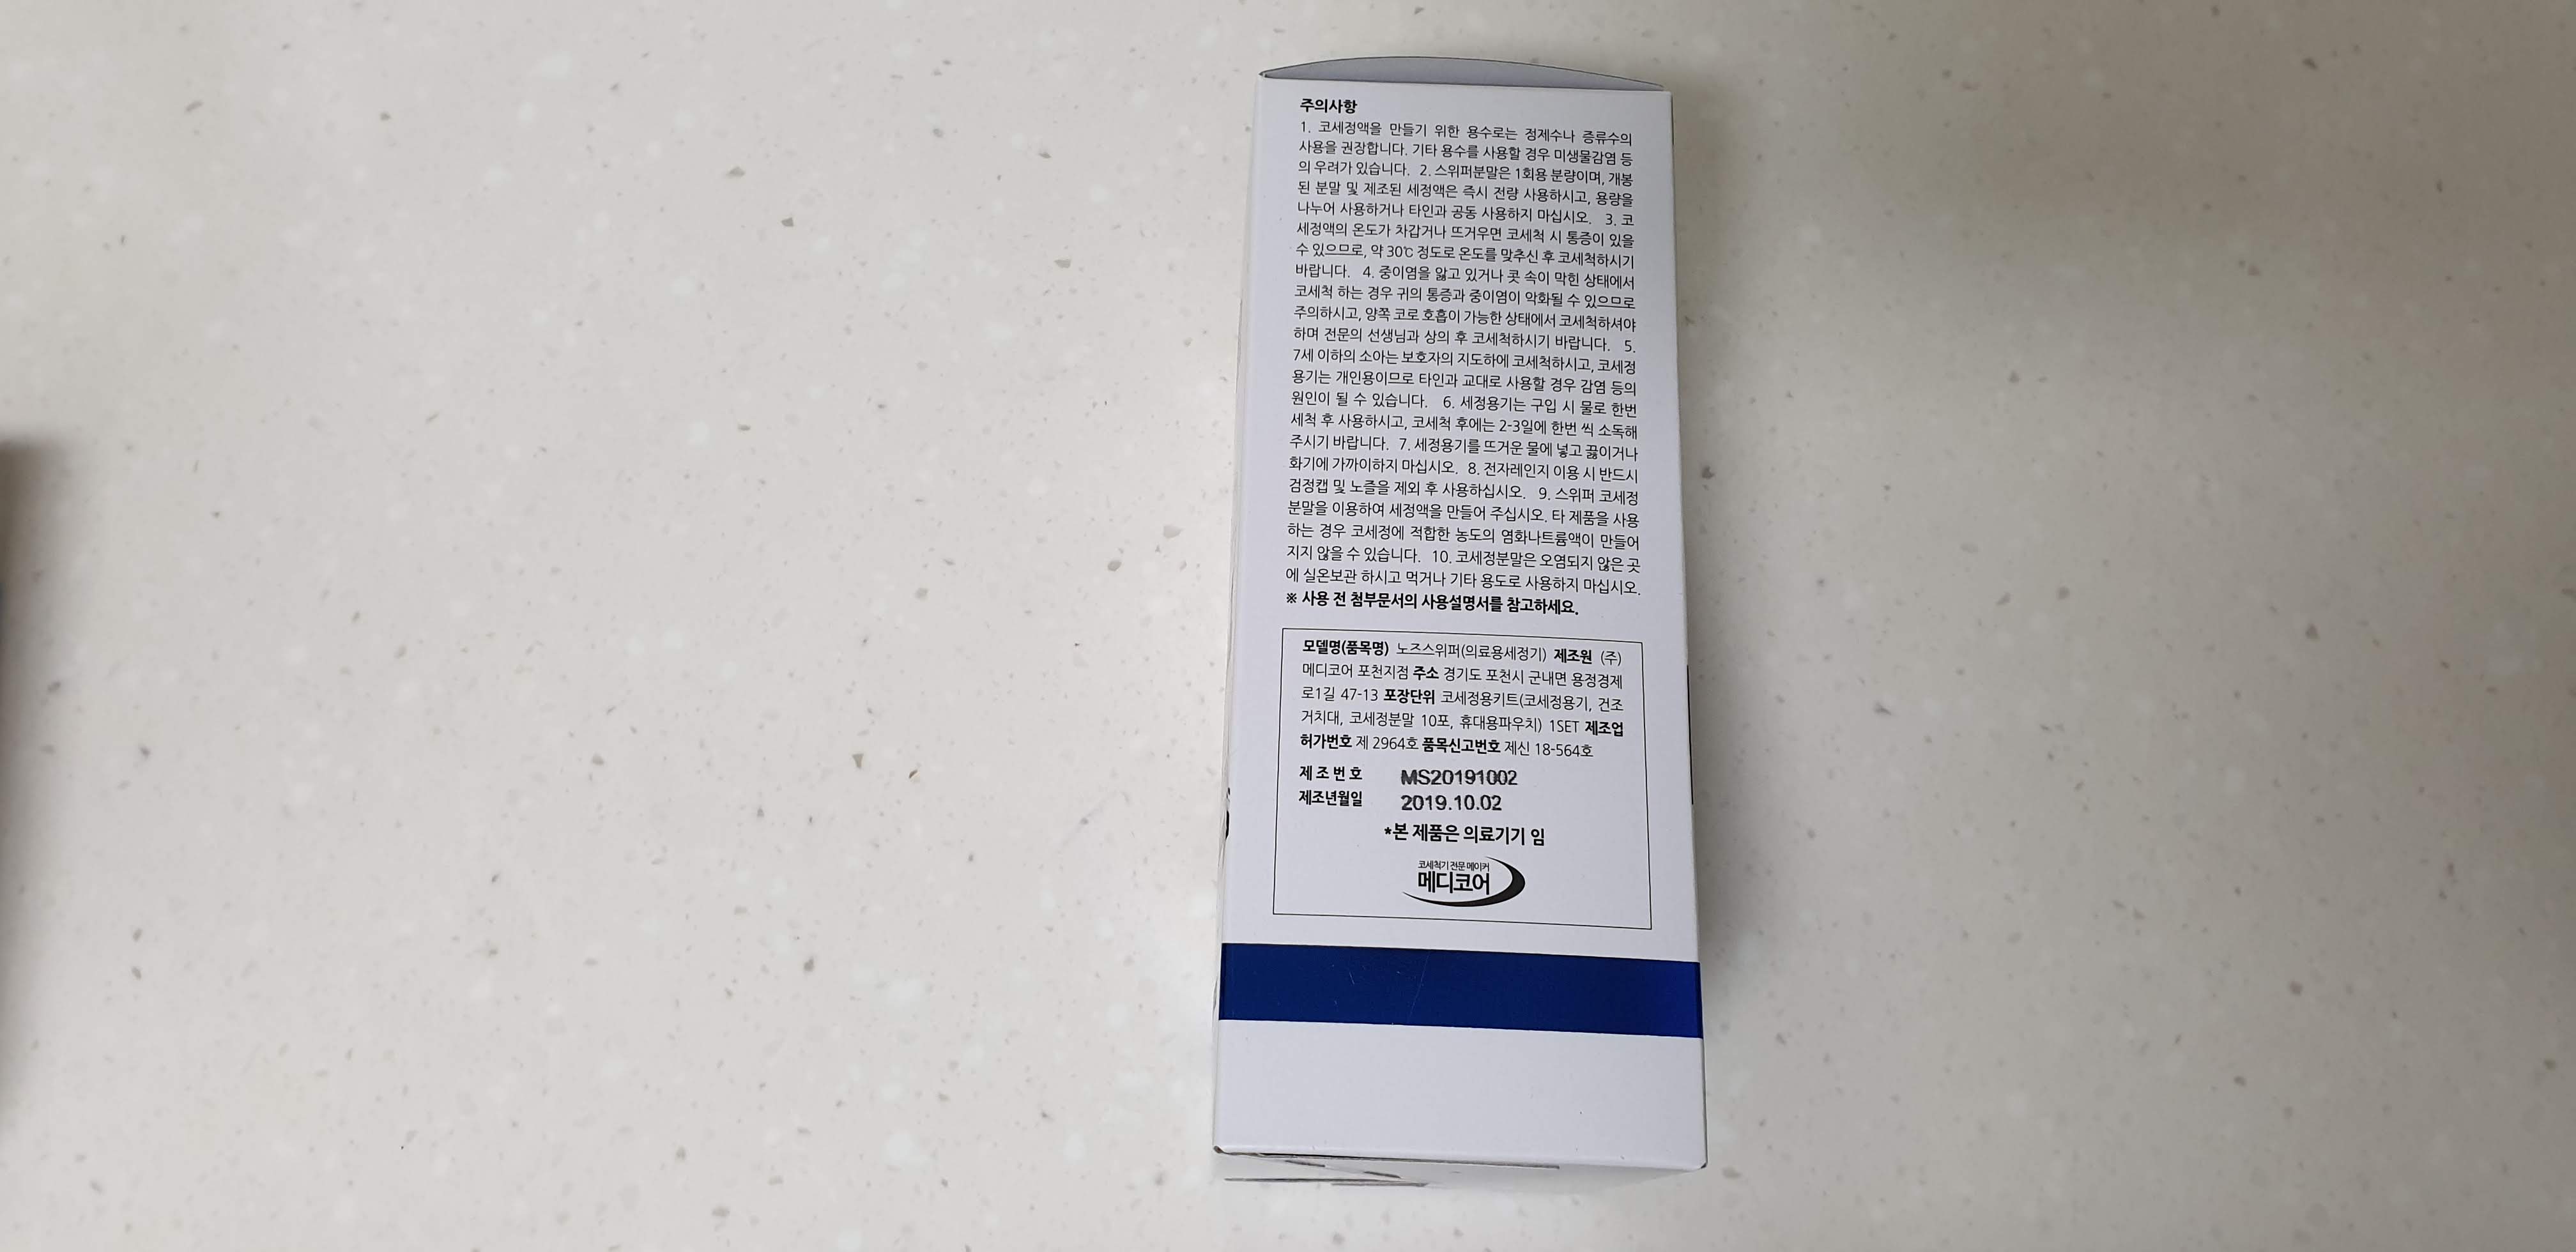 주의사항
1. 코세정액을 만들기 위한 용수로는 정제수나 증류수의
사용을 권장합니다. 기타 용수를 사용할 경우 미생물감염 등
의 우려가 있습니다. 2. 스위퍼분말은 1회용 분량이며, 개봉
된 분말 및 제조된 세정액은 즉시 전량 사용하시고, 용량을
나누어 사용하거나 타인과 공동 사용하지 마십시오. 3. 코
세정액의 온도가 차갑거나 뜨거우면 코세척 시 통증이 있을
수 있으므로, 약 30℃ 정도로 온도를 맞추신 후 코세척하시기
바랍니다. 4. 중이염을 앓고 있거나 콧 속이 막힌 상태에서
코세척 하는 경우 귀의 통증과 중이염이 악화될 수 있으므로
주의하시고, 양쪽 코로 호흡이 가능한 상태에서 코세척하셔야
하며 전문의 선생님과 상의 후 코세척하시기 바랍니다. 5.
7세 이하의 소아는 보호자의 지도하에 코세척하시고, 코세정
용기는 개인용이므로 타인과 교대로 사용할 경우 감염 등의
원인이 될 수 있습니다. 6. 세정용기는 구입 시 물로 한번
세척 후 사용하시고, 코세척 후에는 2-3일에 한번 씩 소독해
주시기 바랍니다. 7. 세정용기를 뜨거운 물에 넣고 끓이거나
화기에 가까이하지 마십시오. 8. 전자레인지 이용 시 반드시
검정캡 및 노즐을 제외 후 사용하십시오. 9. 스위퍼 코세정
분말을 이용하여 세정액을 만들어 주십시오. 타 제품을 사용
하는 경우 코세정에 적합한 농도의 염화나트륨액이 만들어
지지 않을 수 있습니다. 10. 코세정분말은 오염되지 않은 곳
에 실온보관 하시고 먹거나 기타 용도로 사용하지 마십시오.
※ 사용 전 첨부문서의 사용설명서를 참고하세요.
모델명(품목명) 노즈스위퍼(의료용세정기) 제조원 (주)
메디코어 포천지점 주소 경기도 포천시 군내면 용정경제
로1길 47-13 포장단위 코세정용키트(코세정용기, 건조
거치대, 코세정분말 10포, 휴대용파우치) 1SET 제조업
허가번호 제 2964호 품목신고번호 제신 18-564호
제조번호 MS20191002
제조년월일 2019.10.02
*본 제품은 의료기기 임
코세척기 전문 메이커
메디코어